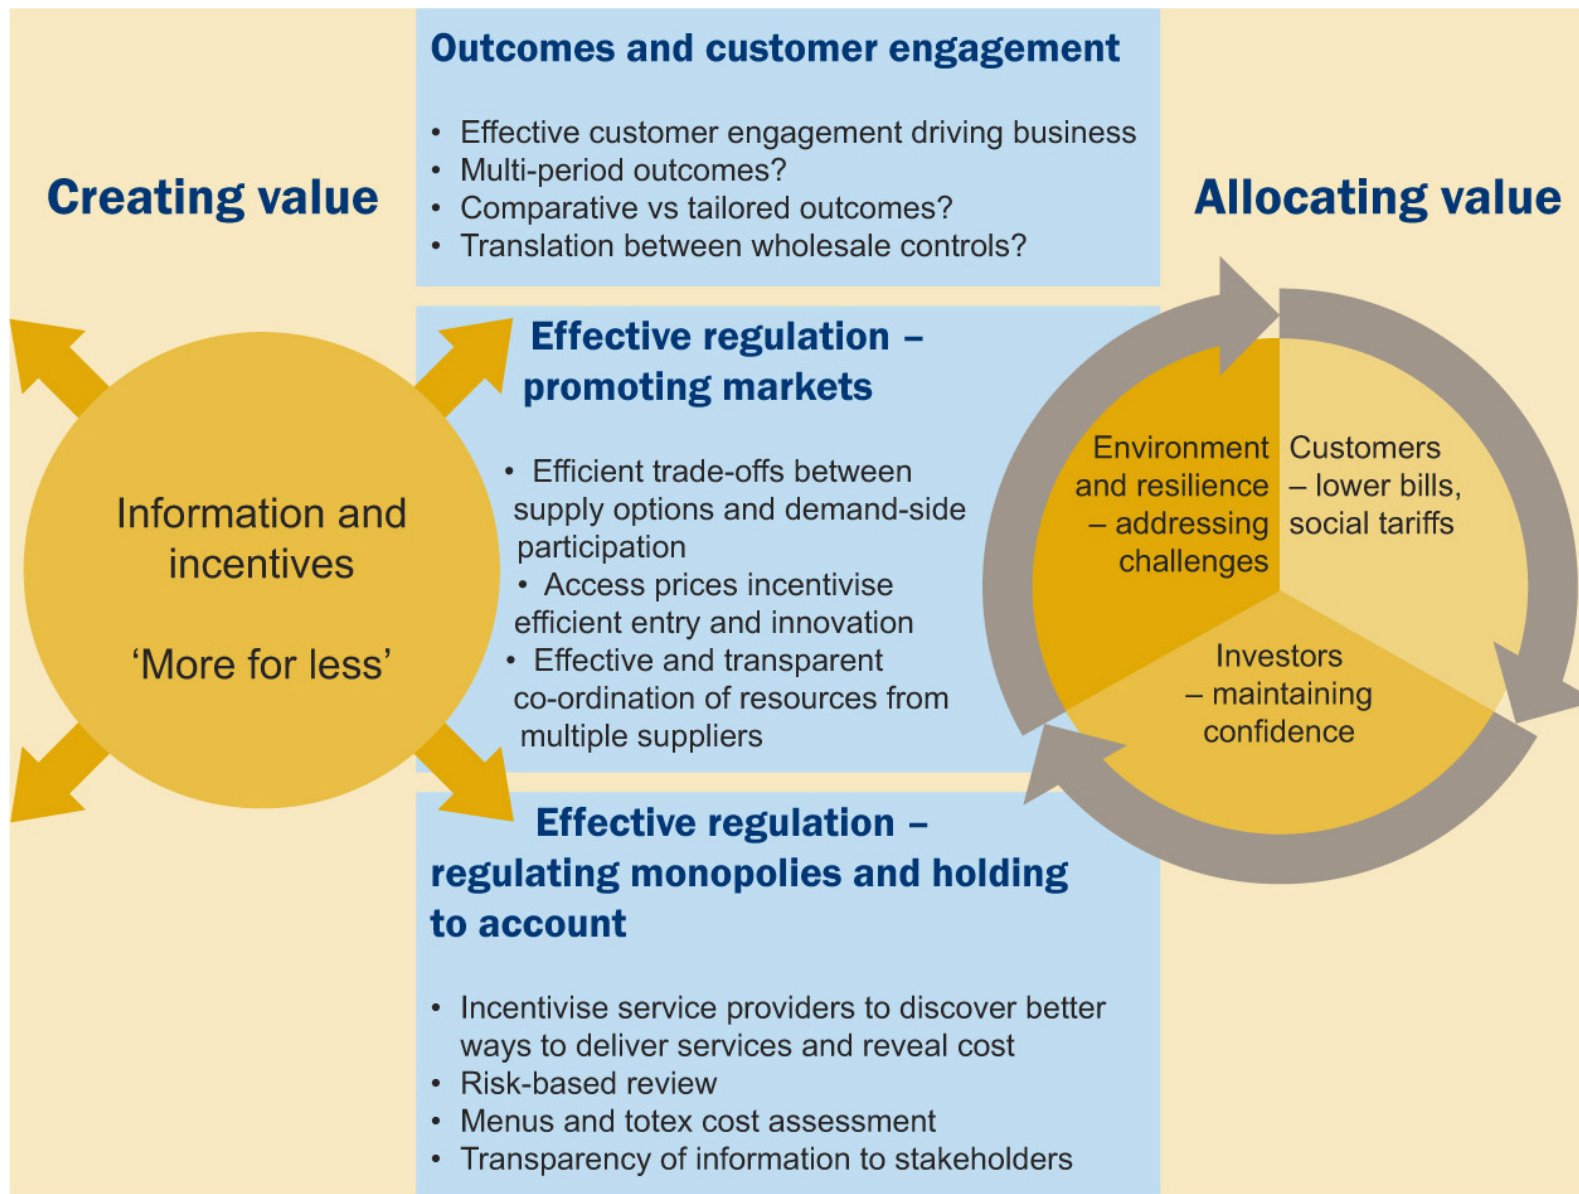 Creating value
Information and
incentives
‘More for less’
Outcomes and customer engagement
• Effective customer engagement driving business
• Multi-period outcomes?
• Comparative vs tailored outcomes?
• Translation between wholesale controls?
Effective regulation –
promoting markets
• Efficient trade-offs between
supply options and demand-side
participation
• Access prices incentivise
efficient entry and innovation
• Effective and transparent
co-ordination of resources from
multiple suppliers
Effective regulation –
regulating monopolies and holding
to account
• Incentivise service providers to discover better
ways to deliver services and reveal cost
• Risk-based review
• Menus and totex cost assessment
• Transparency of information to stakeholders
Allocating value
Environment
and resilience
– addressing
challenges
Customers
– lower bills,
social tariffs
Investors
– maintaining
confidence